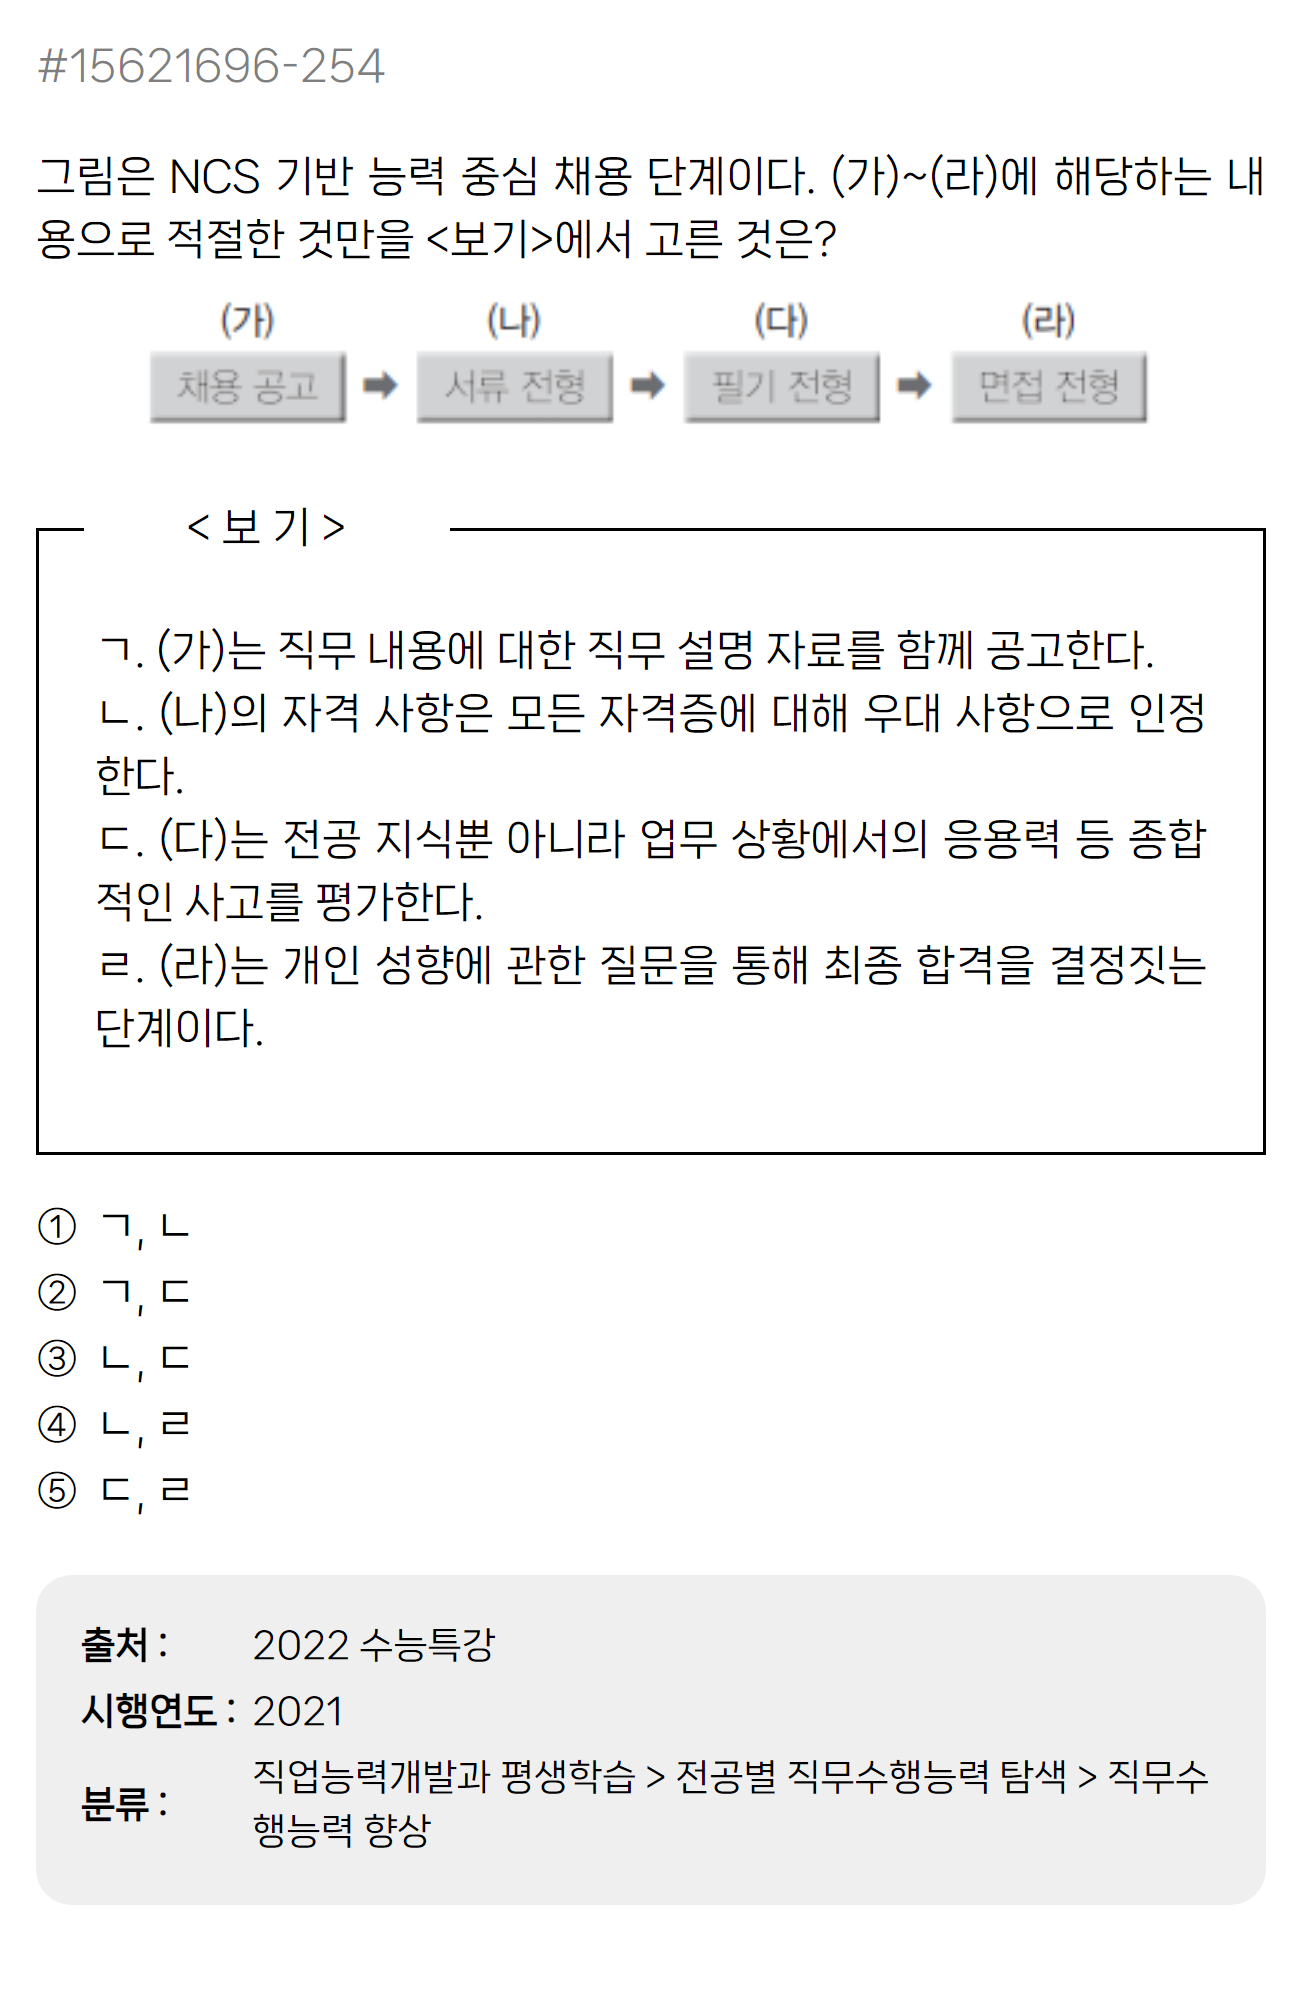 #15621696-254
그림은 NCS 기반 능력 중심 채용 단계이다. (가)~(라)에 해당하는 내
용으로 적절한 것만을 <보기>에서 고른 것은?
(가) (나) (다) (라)
채용 공고 ➡ 서류 전형 ➡ 필기 전형 ➡ 면접 전형
< 보 기 >
ㄱ. (가)는 직무 내용에 대한 직무 설명 자료를 함께 공고한다.
ㄴ. (나)의 자격 사항은 모든 자격증에 대해 우대 사항으로 인정
한다.
ㄷ. (다)는 전공 지식뿐 아니라 업무 상황에서의 응용력 등 종합
적인 사고를 평가한다.
ㄹ. (라)는 개인 성향에 관한 질문을 통해 최종 합격을 결정짓는
단계이다.
① ㄱ, ㄴ
② ㄱ, ㄷ
③ ㄴ, ㄷ
④ ㄴ, ㄹ
⑤ ㄷ, ㄹ
출처 : 2022 수능특강
시행연도 : 2021
분류 : 직업능력개발과 평생학습 > 전공별 직무수행능력 탐색 > 직무수
행능력 향상